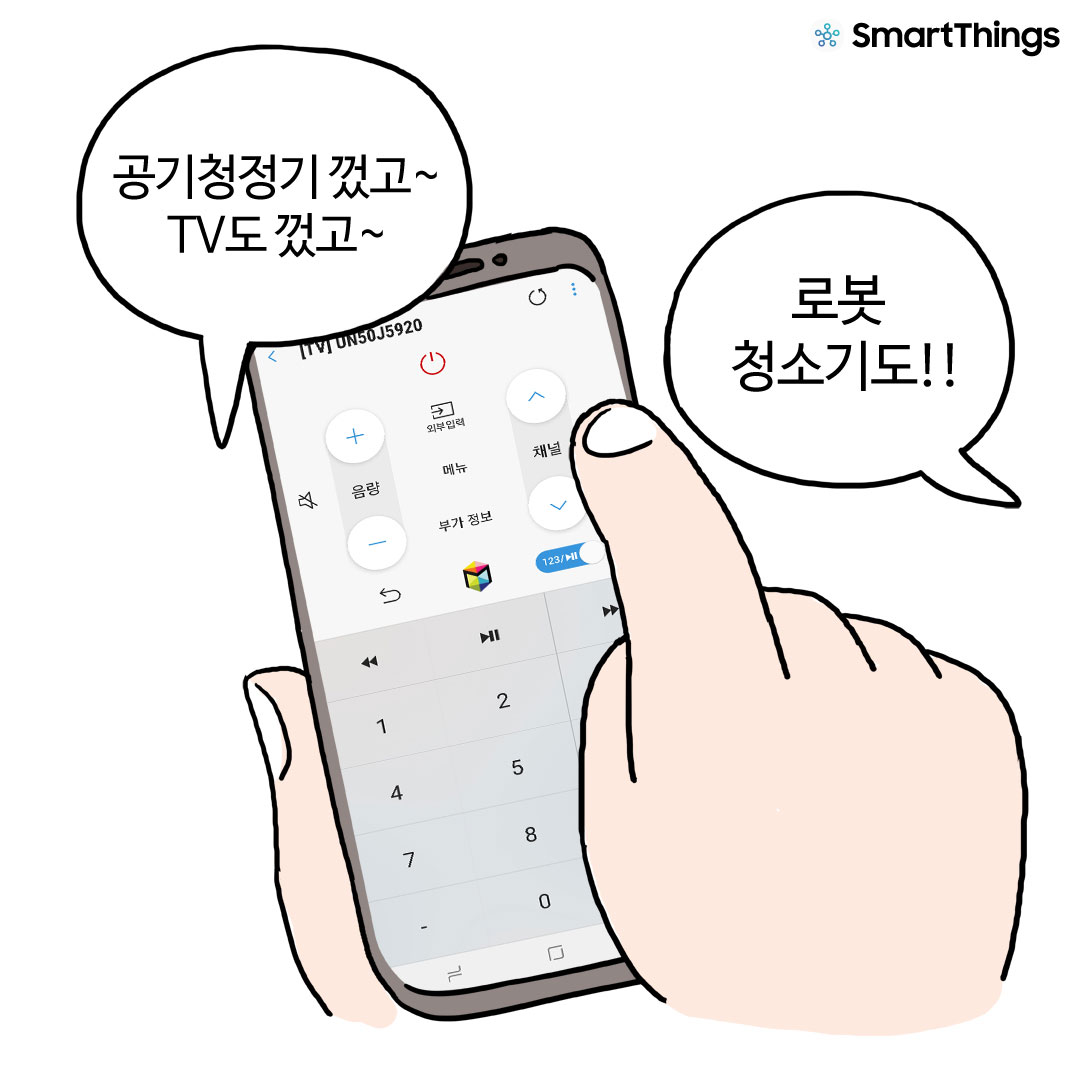 SmartThings
공기청정기 껐고~
TV도 껐고~
로봇
청소기도!!
[TV] UN50J5920
외부입력
채널
메뉴
음량
부가 정보
123/
1
2
4
5
7
8
-
0